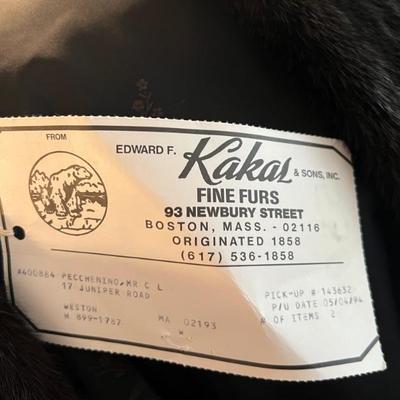 FROM
EDWARD F. Kakas & SONS, INC.
FINE FURS
93 NEWBURY STREET
BOSTON, MASS. - 02116
ORIGINATED 1858
(617) 536-1858
#400884 PECCHENINO, MR C L
17 JUNIPER ROAD
WESTON MA 02193
H 899-1787 W
PICK-UP # 143632
P/U DATE 05/04/94
# OF ITEMS 2